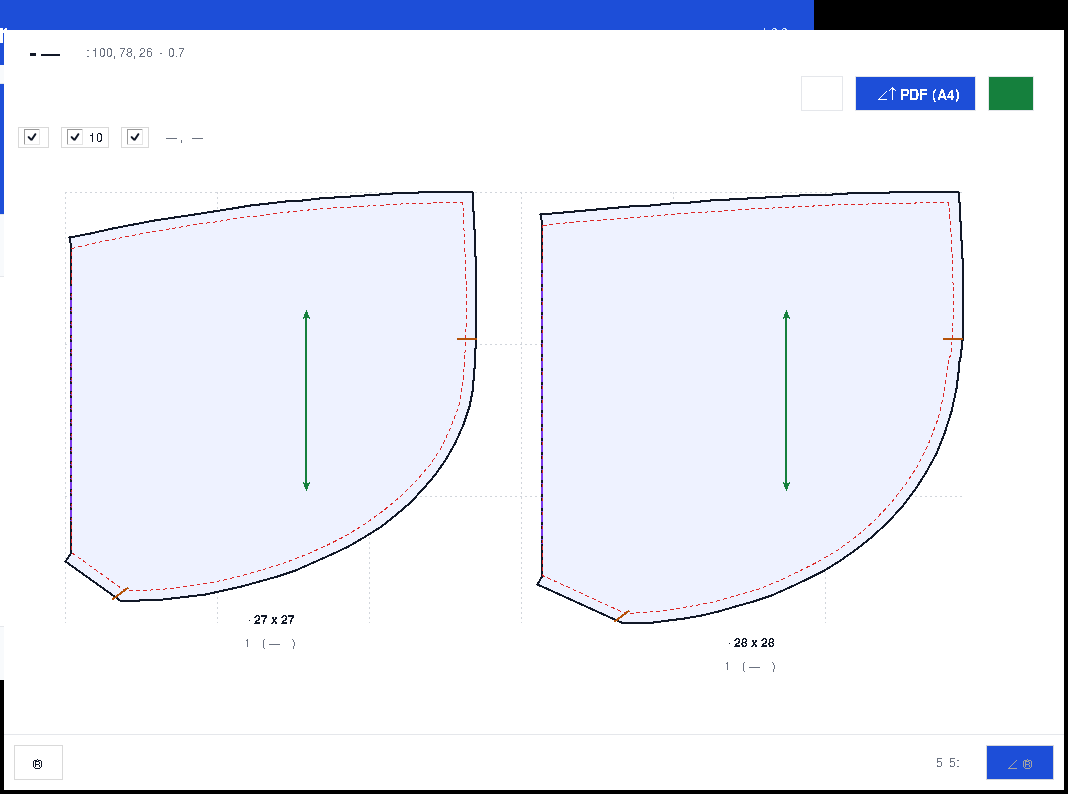 : 100, 78, 26 - 0.7
PDF (A4)
10
— , —
- 27 x 27
1 ( — )
- 28 x 28
1 ( — )
®
5 5:
®